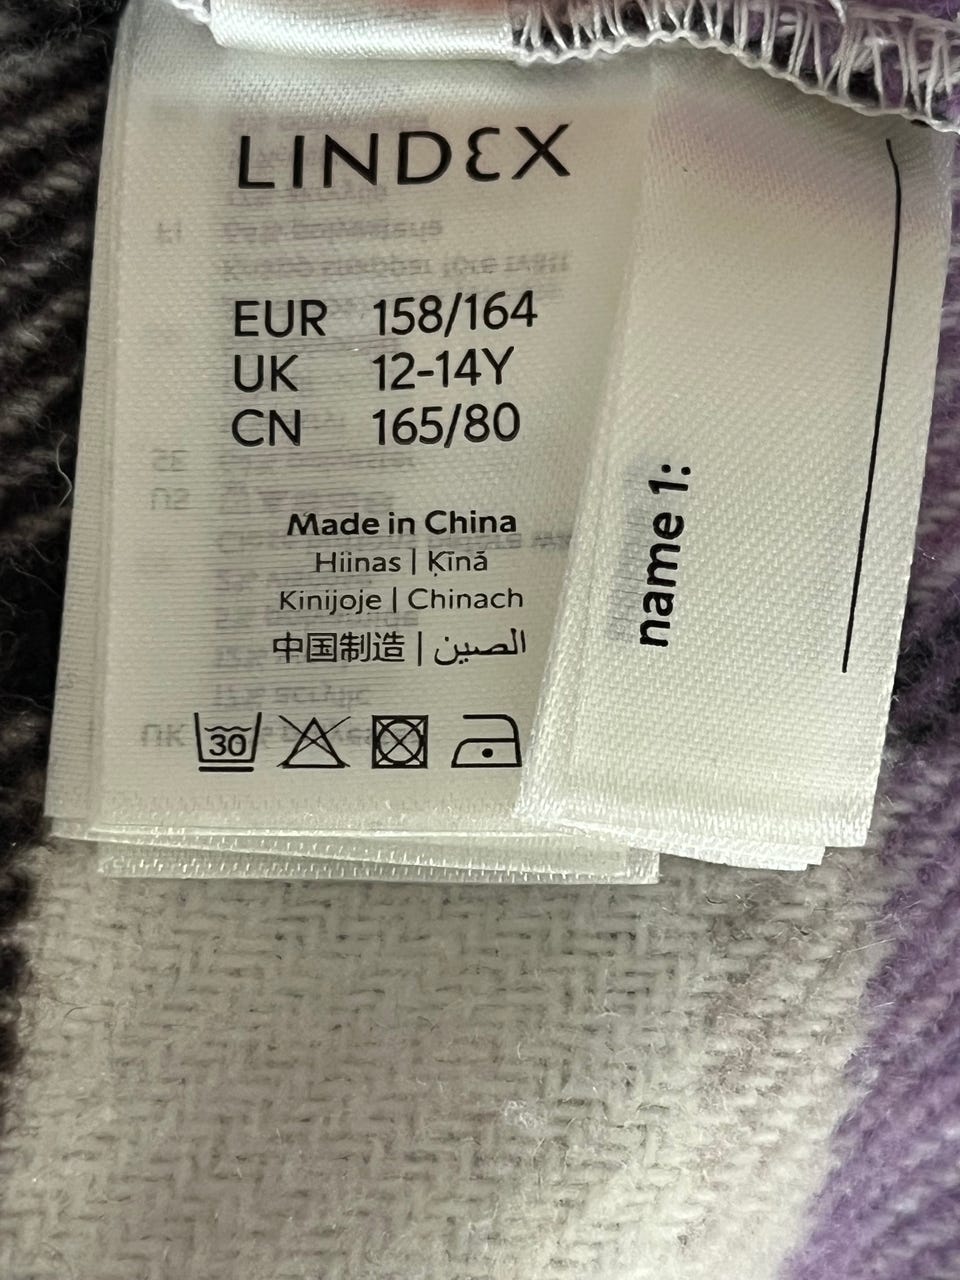 LINDEX
EUR 158/164
UK 12-14Y
CN 165/80
Made in China
Hiinas | Ķīnā
Kinijoje | Chinach
中国制造 | الصين
30
name 1: